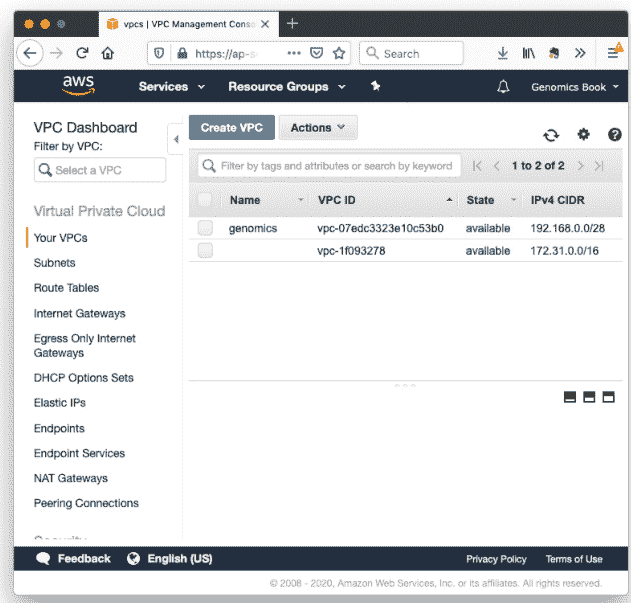 vpcs | VPC Management Conso
https://ap-s
Search
aws
Services
Resource Groups
Genomics Book
VPC Dashboard
Filter by VPC:
Select a VPC
Virtual Private Cloud
Your VPCs
Subnets
Route Tables
Internet Gateways
Egress Only Internet
Gateways
DHCP Options Sets
Elastic IPs
Endpoints
Endpoint Services
NAT Gateways
Peering Connections
Security
Create VPC
Actions
Filter by tags and attributes or search by keyword
1 to 2 of 2
Name VPC ID State IPv4 CIDR
genomics vpc-07edc3323e10c53b0 available 192.168.0.0/28
vpc-1f093278 available 172.31.0.0/16
Feedback English (US) Privacy Policy Terms of Use
© 2008 - 2020, Amazon Web Services, Inc. or its affiliates. All rights reserved.